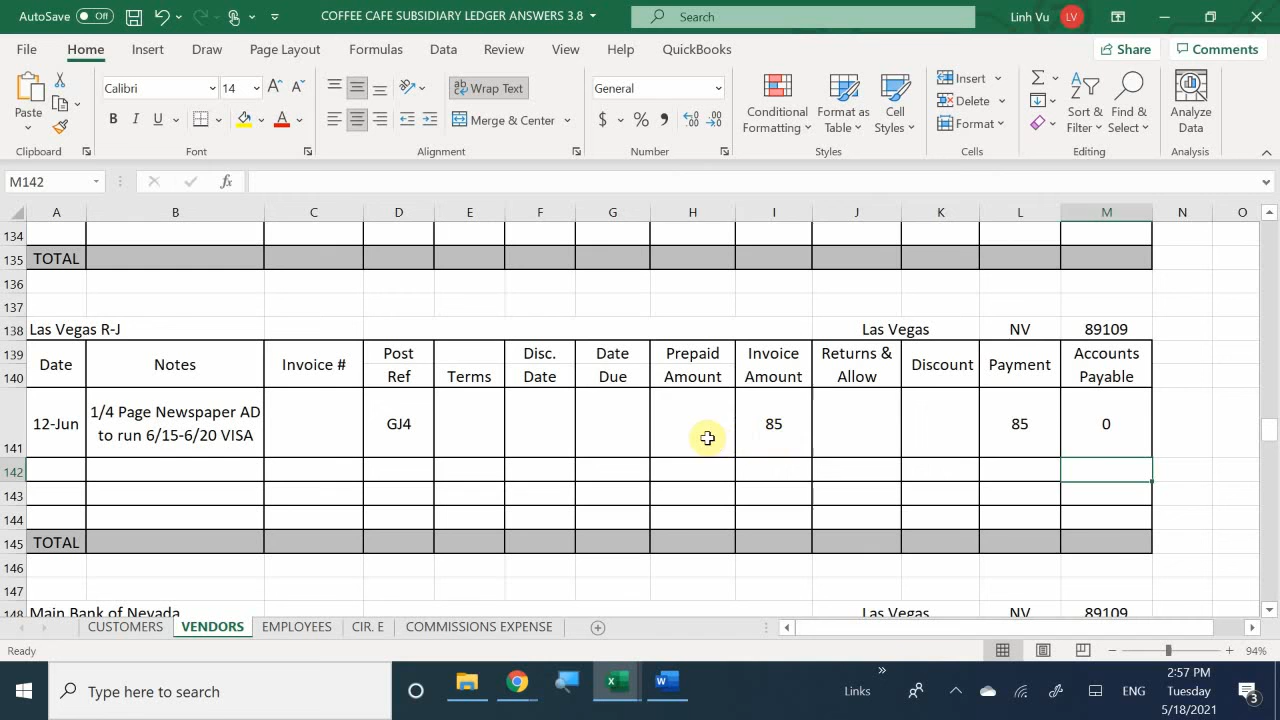 AutoSave Off COFFEE CAFE SUBSIDIARY LEDGER ANSWERS 3.8 Search Linh Vu LV
File Home Insert Draw Page Layout Formulas Data Review View Help QuickBooks Share Comments
Paste Calibri 14 A A ab Wrap Text General Conditional Formatting Format as Table Cell Styles Insert Delete Format Sort & Filter Find & Select Analyze Data
B I U A Merge & Center $ % 9
Clipboard Font Alignment Number Styles Cells Editing Analysis
M142 fx
A B C D E F G H I J K L M N O
134
135 TOTAL
136
137
138 Las Vegas R-J Las Vegas NV 89109
139 Date Notes Invoice # Post Ref Terms Disc. Date Date Due Prepaid Amount Invoice Amount Returns & Allow Discount Payment Accounts Payable
140
141 12-Jun 1/4 Page Newspaper AD to run 6/15-6/20 VISA GJ4 85 85 0
142
143
144
145 TOTAL
146
147
148 Main Bank of Nevada Las Vegas NV 89109
CUSTOMERS VENDORS EMPLOYEES CIR. E COMMISSIONS EXPENSE
Ready 94%
Type here to search Links ENG 2:57 PM
Tuesday
5/18/2021 3